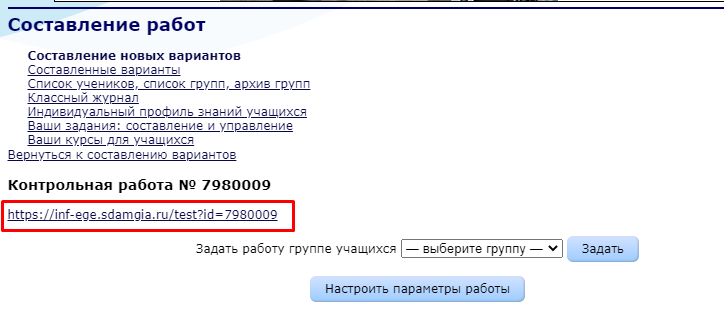 Составление работ
Составление новых вариантов
Составленные варианты
Список учеников, список групп, архив групп
Классный журнал
Индивидуальный профиль знаний учащихся
Ваши задания: составление и управление
Ваши курсы для учащихся
Вернуться к составлению вариантов
Контрольная работа № 7980009
https://inf-ege.sdamgia.ru/test?id=7980009
Задать работу группе учащихся — выберите группу — Задать
Настроить параметры работы